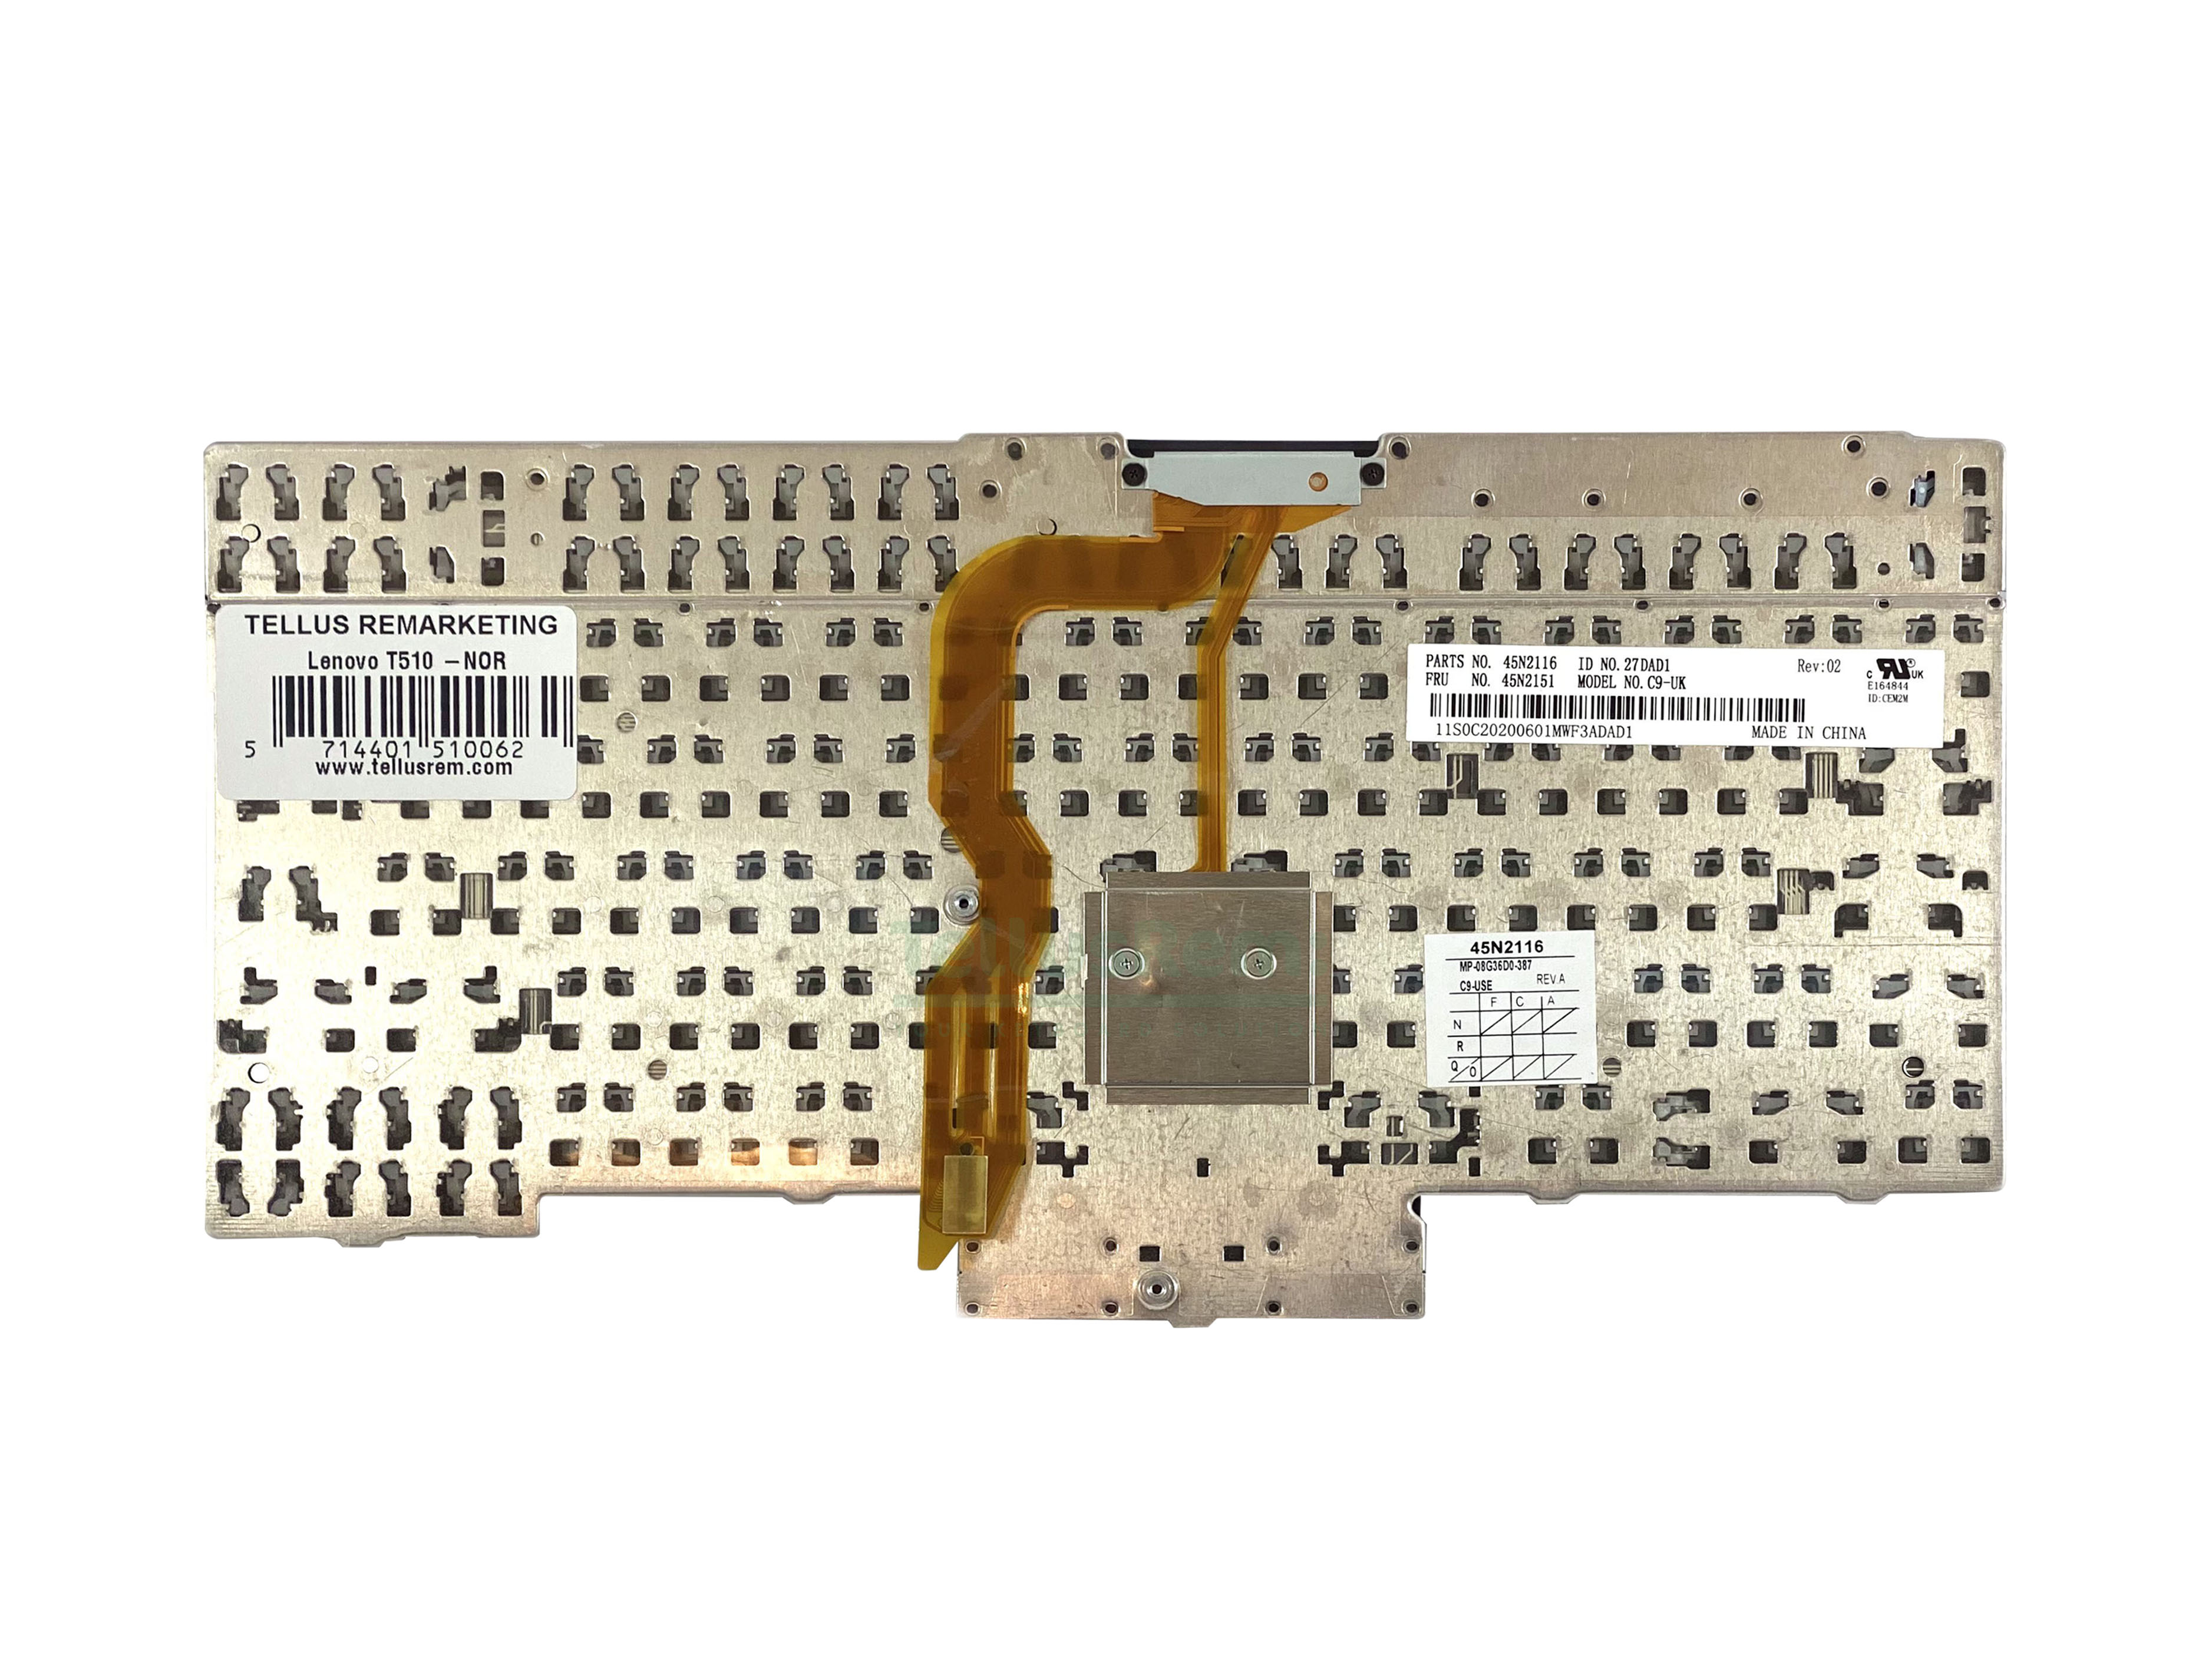 TELLUS REMARKETING
Lenovo T510 –NOR
5 714401 510062
www.tellusrem.com
PARTS NO. 45N2116 ID NO. 27DAD1 Rev:02
FRU NO. 45N2151 MODEL NO. C9-UK
c RU ® UK
E164844
ID:CEM2M
11S0C20200601MWF3ADAD1 MADE IN CHINA
45N2116
MP-08G36D0-387
C9-USE REV.A
F C A
N
R
Q/O